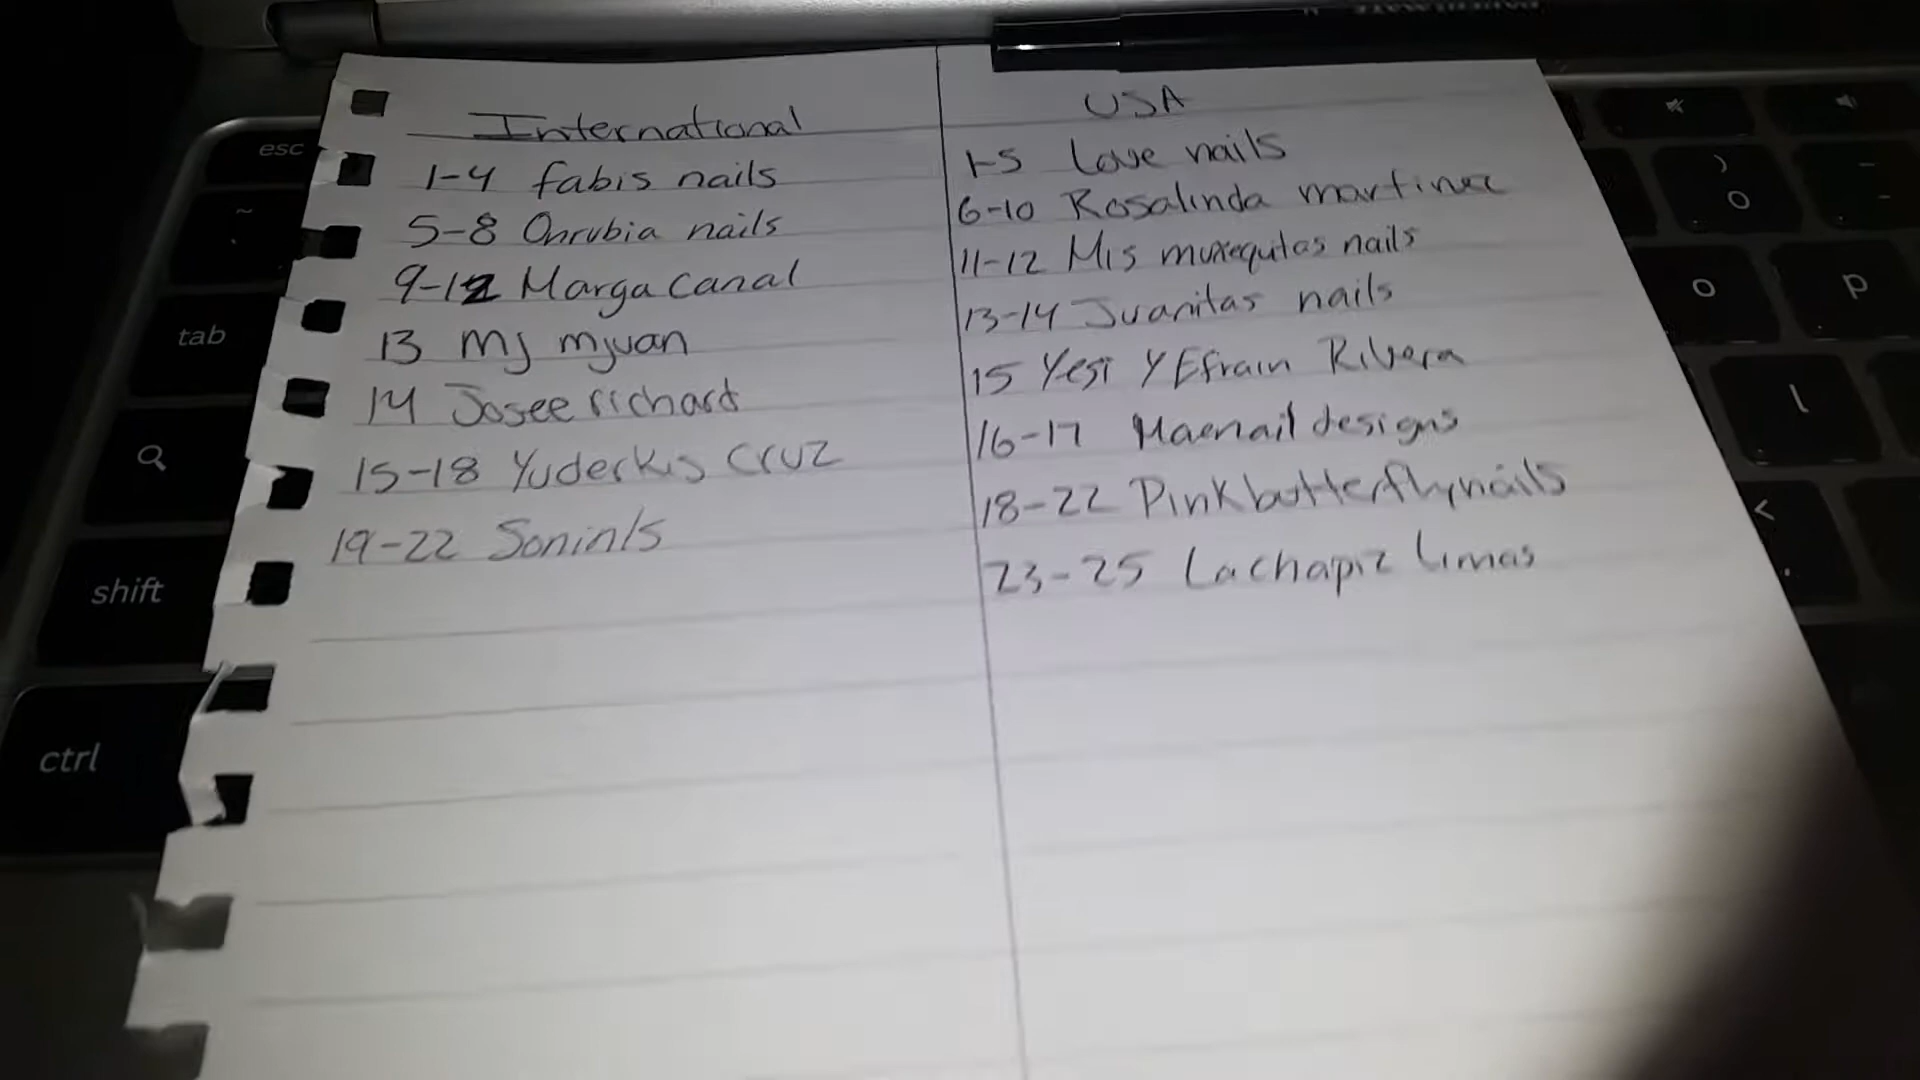 International
1-4 fabis nails
5-8 Onrubia nails
9-12 Marga canal
13 Mj mjuan
14 Josee richard
15-18 Yuderkis Cruz
19-22 Soninls
USA
1-5 Love nails
6-10 Rosalinda martinez
11-12 Mis muñequitas nails
13-14 Juanitas nails
15 Yesi Y Efrain Rivera
16-17 Maenail designs
18-22 Pinkbutterflynails
23-25 Lachapiz limas
esc
tab
shift
ctrl
)
0
o
p
l
<